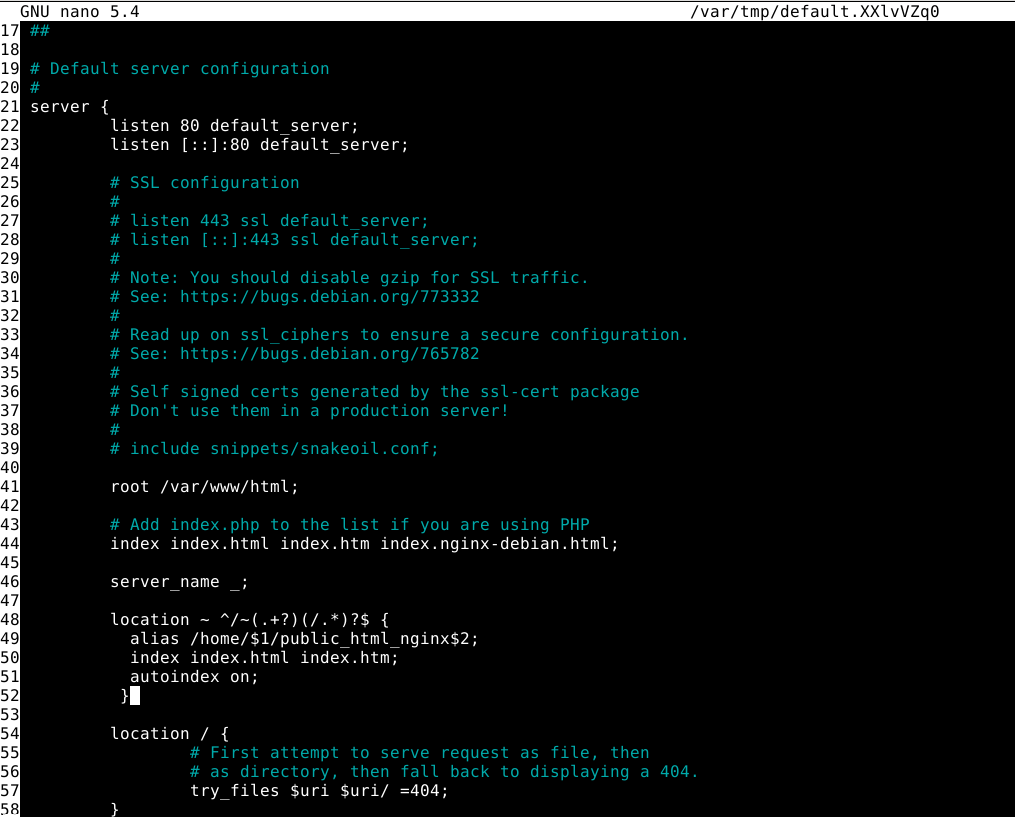 GNU nano 5.4 /var/tmp/default.XXlvVZq0
17 ##
18
19 # Default server configuration
20 #
21 server {
22 listen 80 default_server;
23 listen [::]:80 default_server;
24
25 # SSL configuration
26 #
27 # listen 443 ssl default_server;
28 # listen [::]:443 ssl default_server;
29 #
30 # Note: You should disable gzip for SSL traffic.
31 # See: https://bugs.debian.org/773332
32 #
33 # Read up on ssl_ciphers to ensure a secure configuration.
34 # See: https://bugs.debian.org/765782
35 #
36 # Self signed certs generated by the ssl-cert package
37 # Don't use them in a production server!
38 #
39 # include snippets/snakeoil.conf;
40
41 root /var/www/html;
42
43 # Add index.php to the list if you are using PHP
44 index index.html index.htm index.nginx-debian.html;
45
46 server_name _;
47
48 location ~ ^/~(.+?)(/.*)?$ {
49 alias /home/$1/public_html_nginx$2;
50 index index.html index.htm;
51 autoindex on;
52 }
53
54 location / {
55 # First attempt to serve request as file, then
56 # as directory, then fall back to displaying a 404.
57 try_files $uri $uri/ =404;
58 }